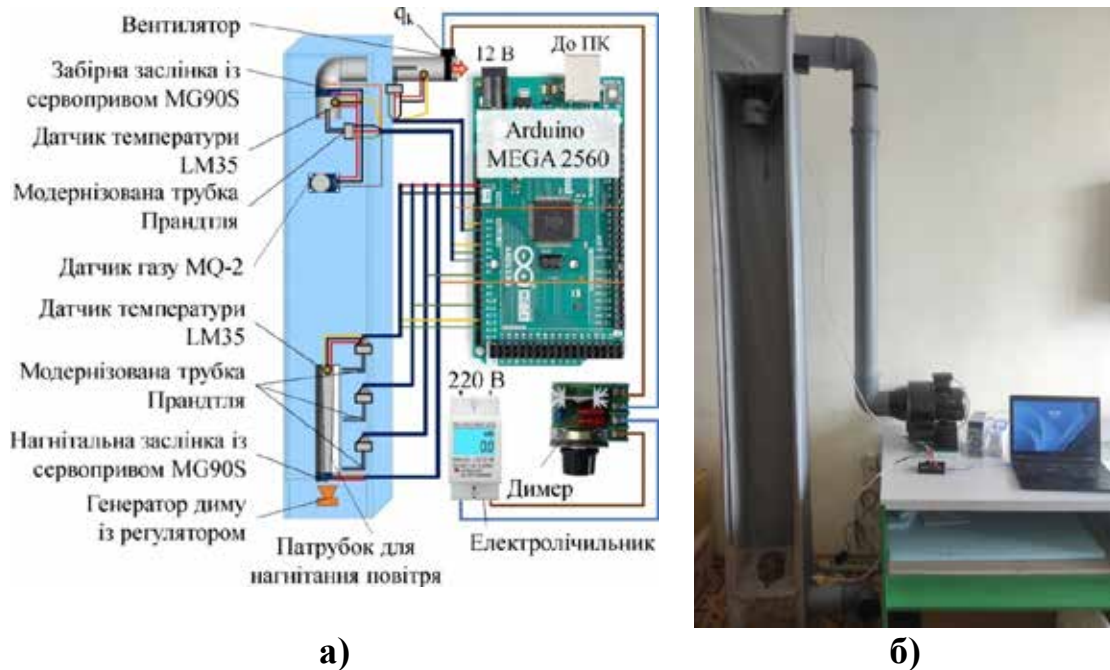 qk
Вентилятор
Забірна заслінка із
сервопривом MG90S
Датчик температури
LM35
Модернізована трубка
Прандтля
Датчик газу MQ-2
Датчик температури
LM35
Модернізована трубка
Прандтля
Нагнітальна заслінка із
сервопривом MG90S
Генератор диму
із регулятором
12 В
До ПК
Arduino
MEGA 2560
220 В
0.0
Димер
Електролічильник
Патрубок для
нагнітання повітря
а)
б)